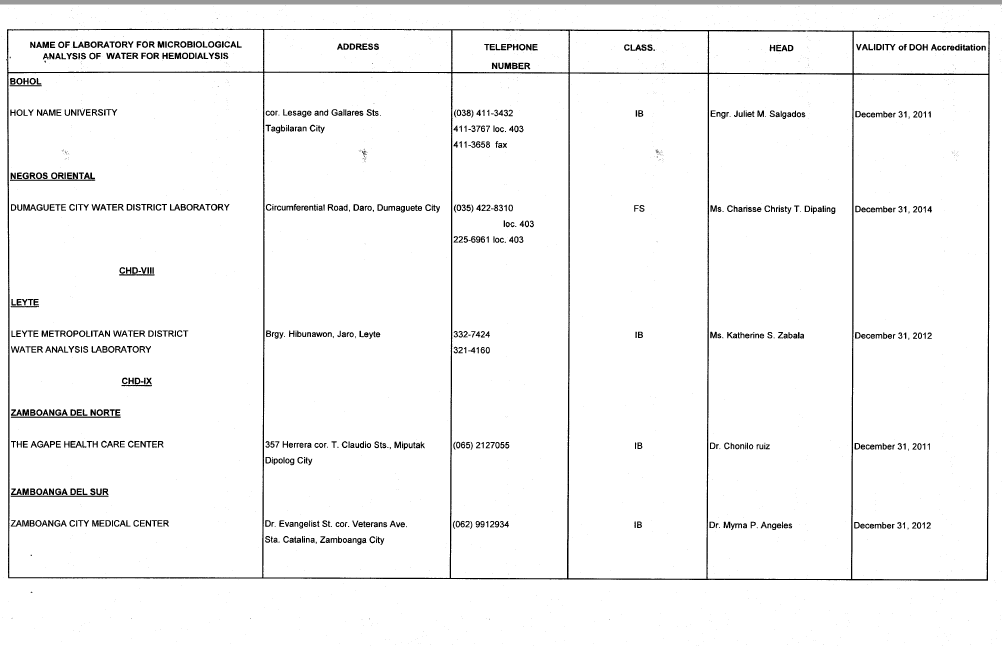 NAME OF LABORATORY FOR MICROBIOLOGICAL
ANALYSIS OF WATER FOR HEMODIALYSIS
ADDRESS
TELEPHONE
NUMBER
CLASS.
HEAD
VALIDITY of DOH Accreditation
BOHOL
HOLY NAME UNIVERSITY
cor. Lesage and Gallares Sts.
Tagbilaran City
(038) 411-3432
411-3767 loc. 403
411-3658 fax
IB
Engr. Juliet M. Salgados
December 31, 2011
NEGROS ORIENTAL
DUMAGUETE CITY WATER DISTRICT LABORATORY
Circumferential Road, Daro, Dumaguete City
(035) 422-8310
loc. 403
225-6961 loc. 403
FS
Ms. Charisse Christy T. Dipaling
December 31, 2014
CHD-VIII
LEYTE
LEYTE METROPOLITAN WATER DISTRICT
WATER ANALYSIS LABORATORY
Brgy. Hibunawon, Jaro, Leyte
332-7424
321-4160
IB
Ms. Katherine S. Zabala
December 31, 2012
CHD-IX
ZAMBOANGA DEL NORTE
THE AGAPE HEALTH CARE CENTER
357 Herrera cor. T. Claudio Sts., Miputak
Dipolog City
(065) 2127055
IB
Dr. Chonilo ruiz
December 31, 2011
ZAMBOANGA DEL SUR
ZAMBOANGA CITY MEDICAL CENTER
Dr. Evangelist St. cor. Veterans Ave.
Sta. Catalina, Zamboanga City
(062) 9912934
IB
Dr. Myrna P. Angeles
December 31, 2012